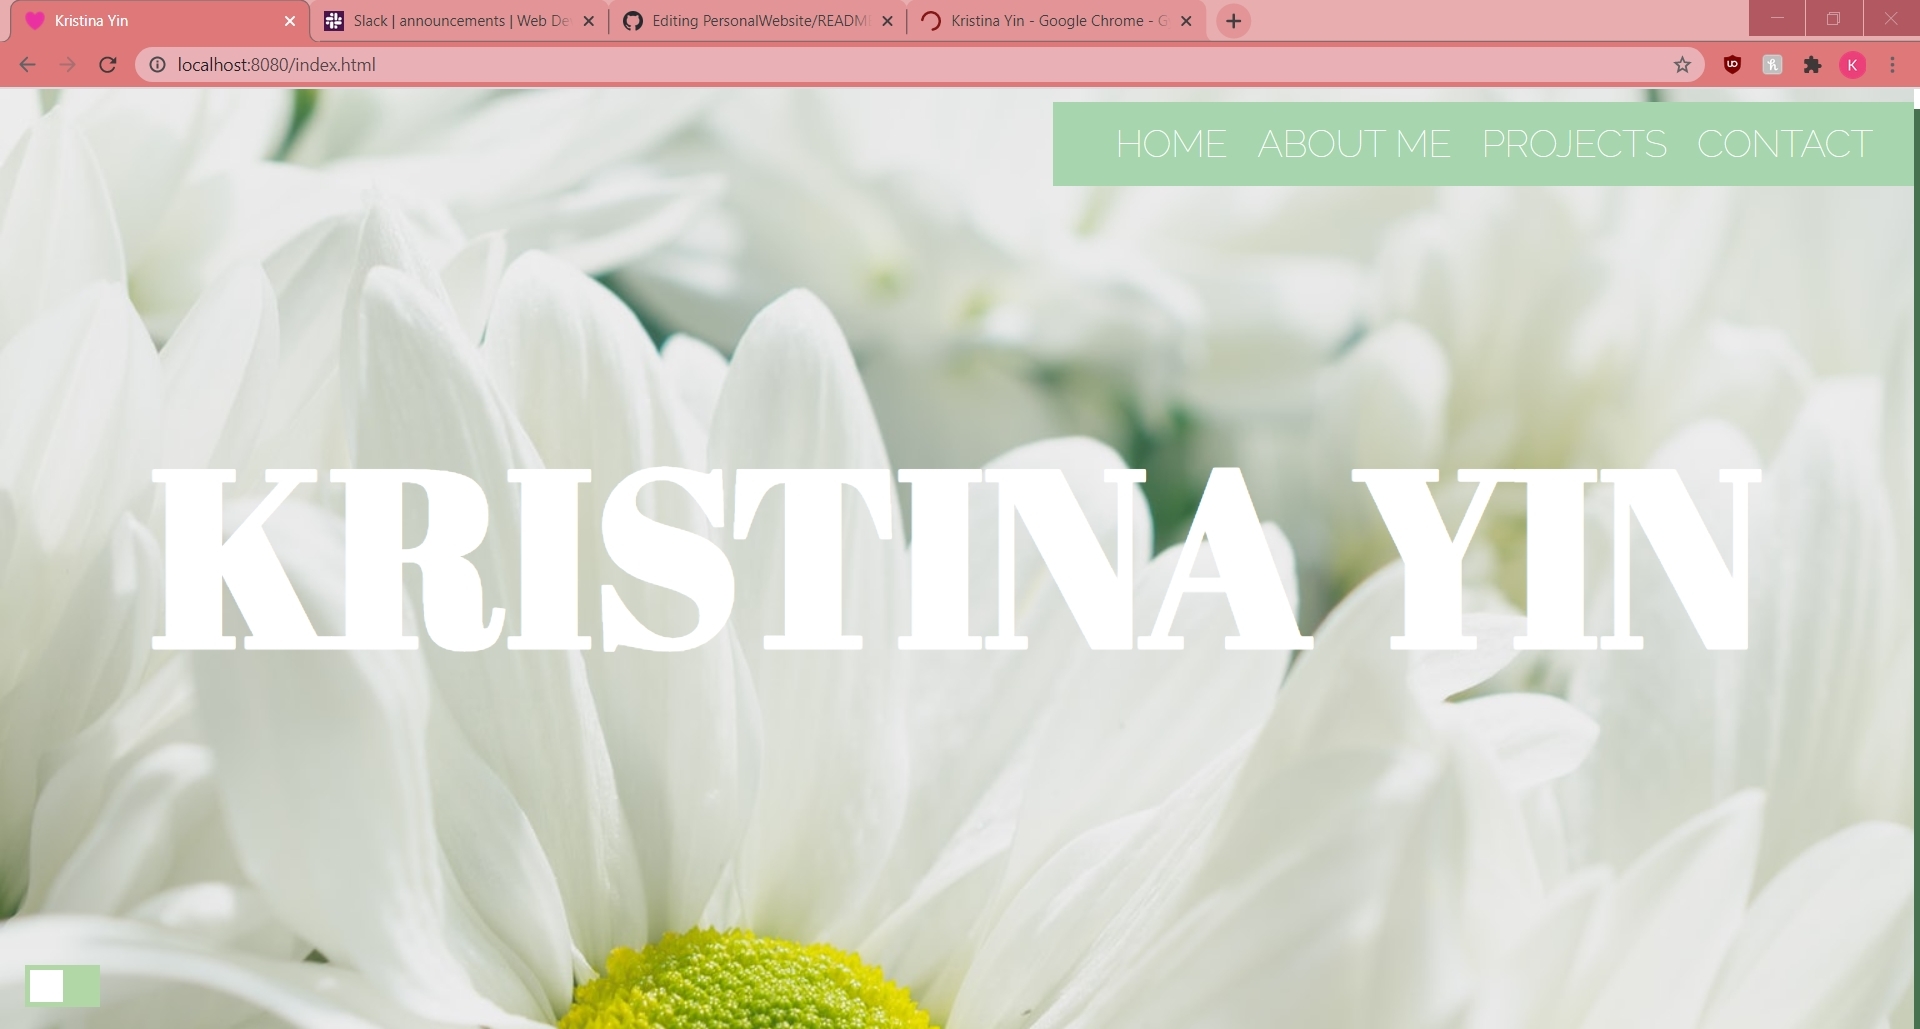 Kristina Yin
Slack | announcements | Web De
Editing PersonalWebsite/README
Kristina Yin - Google Chrome - G
localhost:8080/index.html
K
HOME ABOUT ME PROJECTS CONTACT
KRISTINA YIN